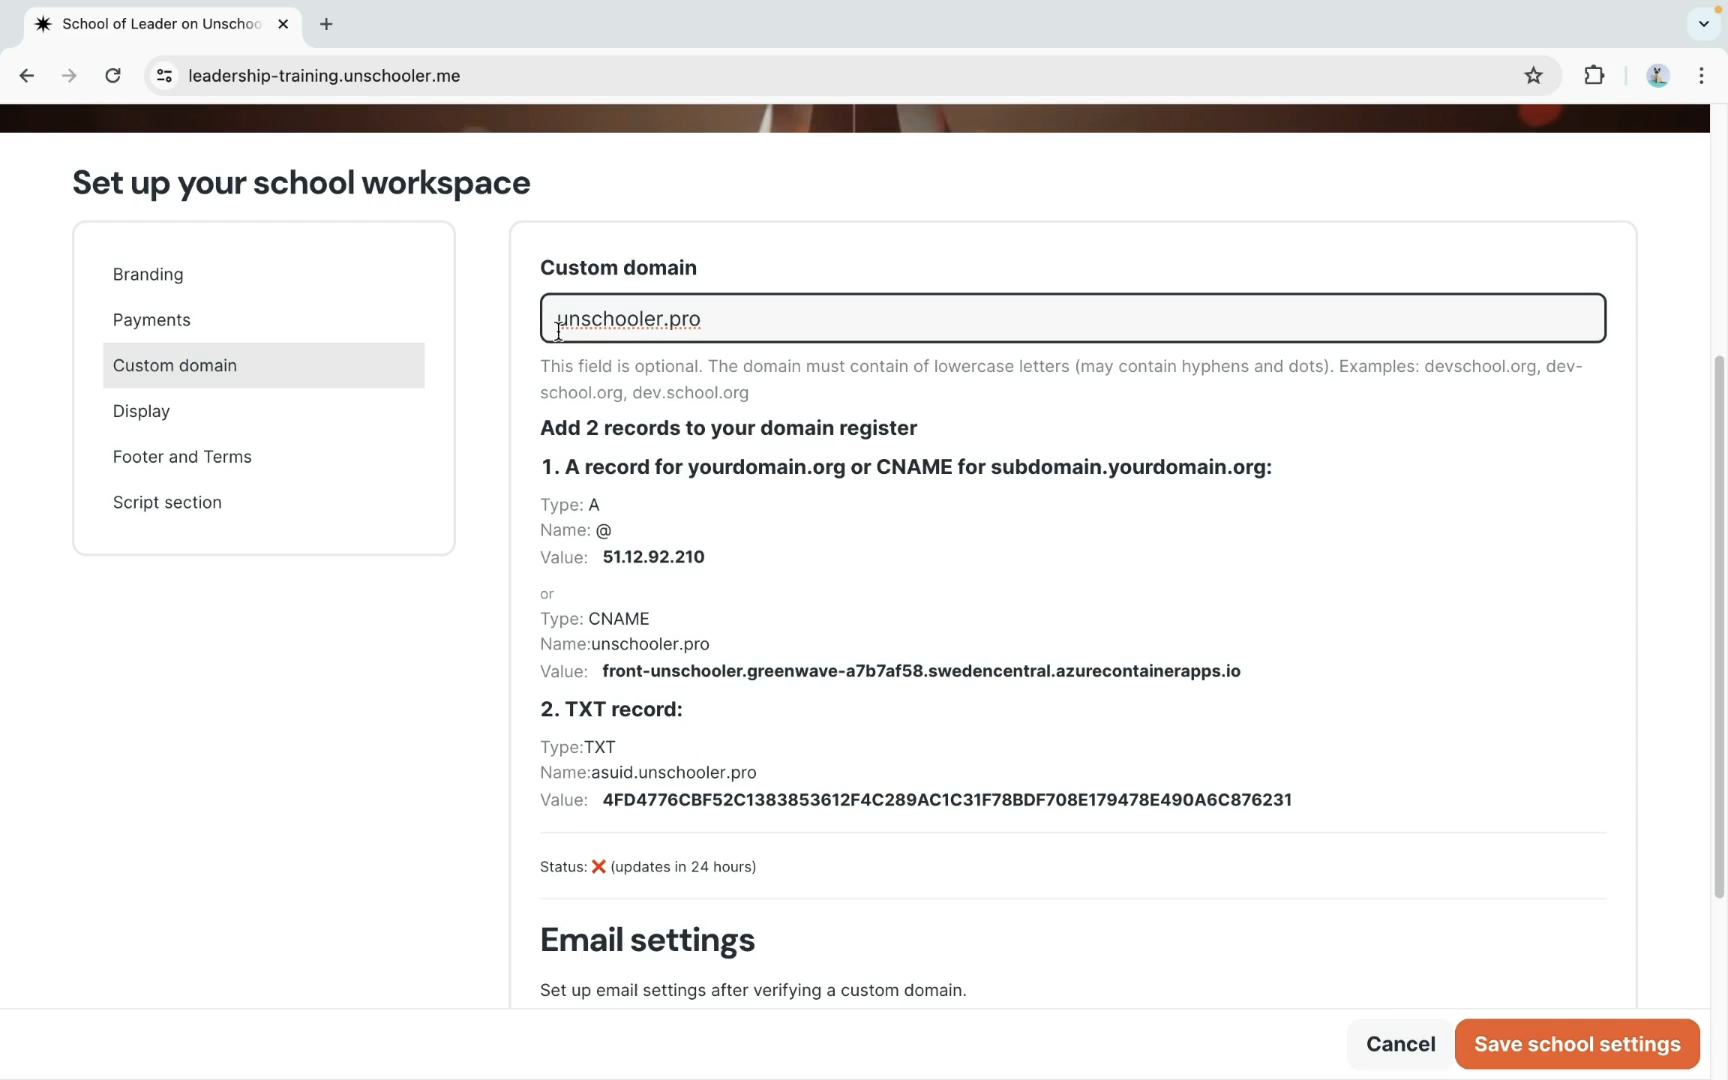 School of Leader on Unschoo
leadership-training.unschooler.me
Set up your school workspace
Branding
Payments
Custom domain
Display
Footer and Terms
Script section
Custom domain
unschooler.pro
This field is optional. The domain must contain of lowercase letters (may contain hyphens and dots). Examples: devschool.org, dev-
school.org, dev.school.org
Add 2 records to your domain register
1. A record for yourdomain.org or CNAME for subdomain.yourdomain.org:
Type: A
Name: @
Value: 51.12.92.210
or
Type: CNAME
Name:unschooler.pro
Value: front-unschooler.greenwave-a7b7af58.swedencentral.azurecontainerapps.io
2. TXT record:
Type:TXT
Name:asuid.unschooler.pro
Value: 4FD4776CBF52C1383853612F4C289AC1C31F78BDF708E179478E490A6C876231
Status: ❌ (updates in 24 hours)
Email settings
Set up email settings after verifying a custom domain.
Cancel
Save school settings